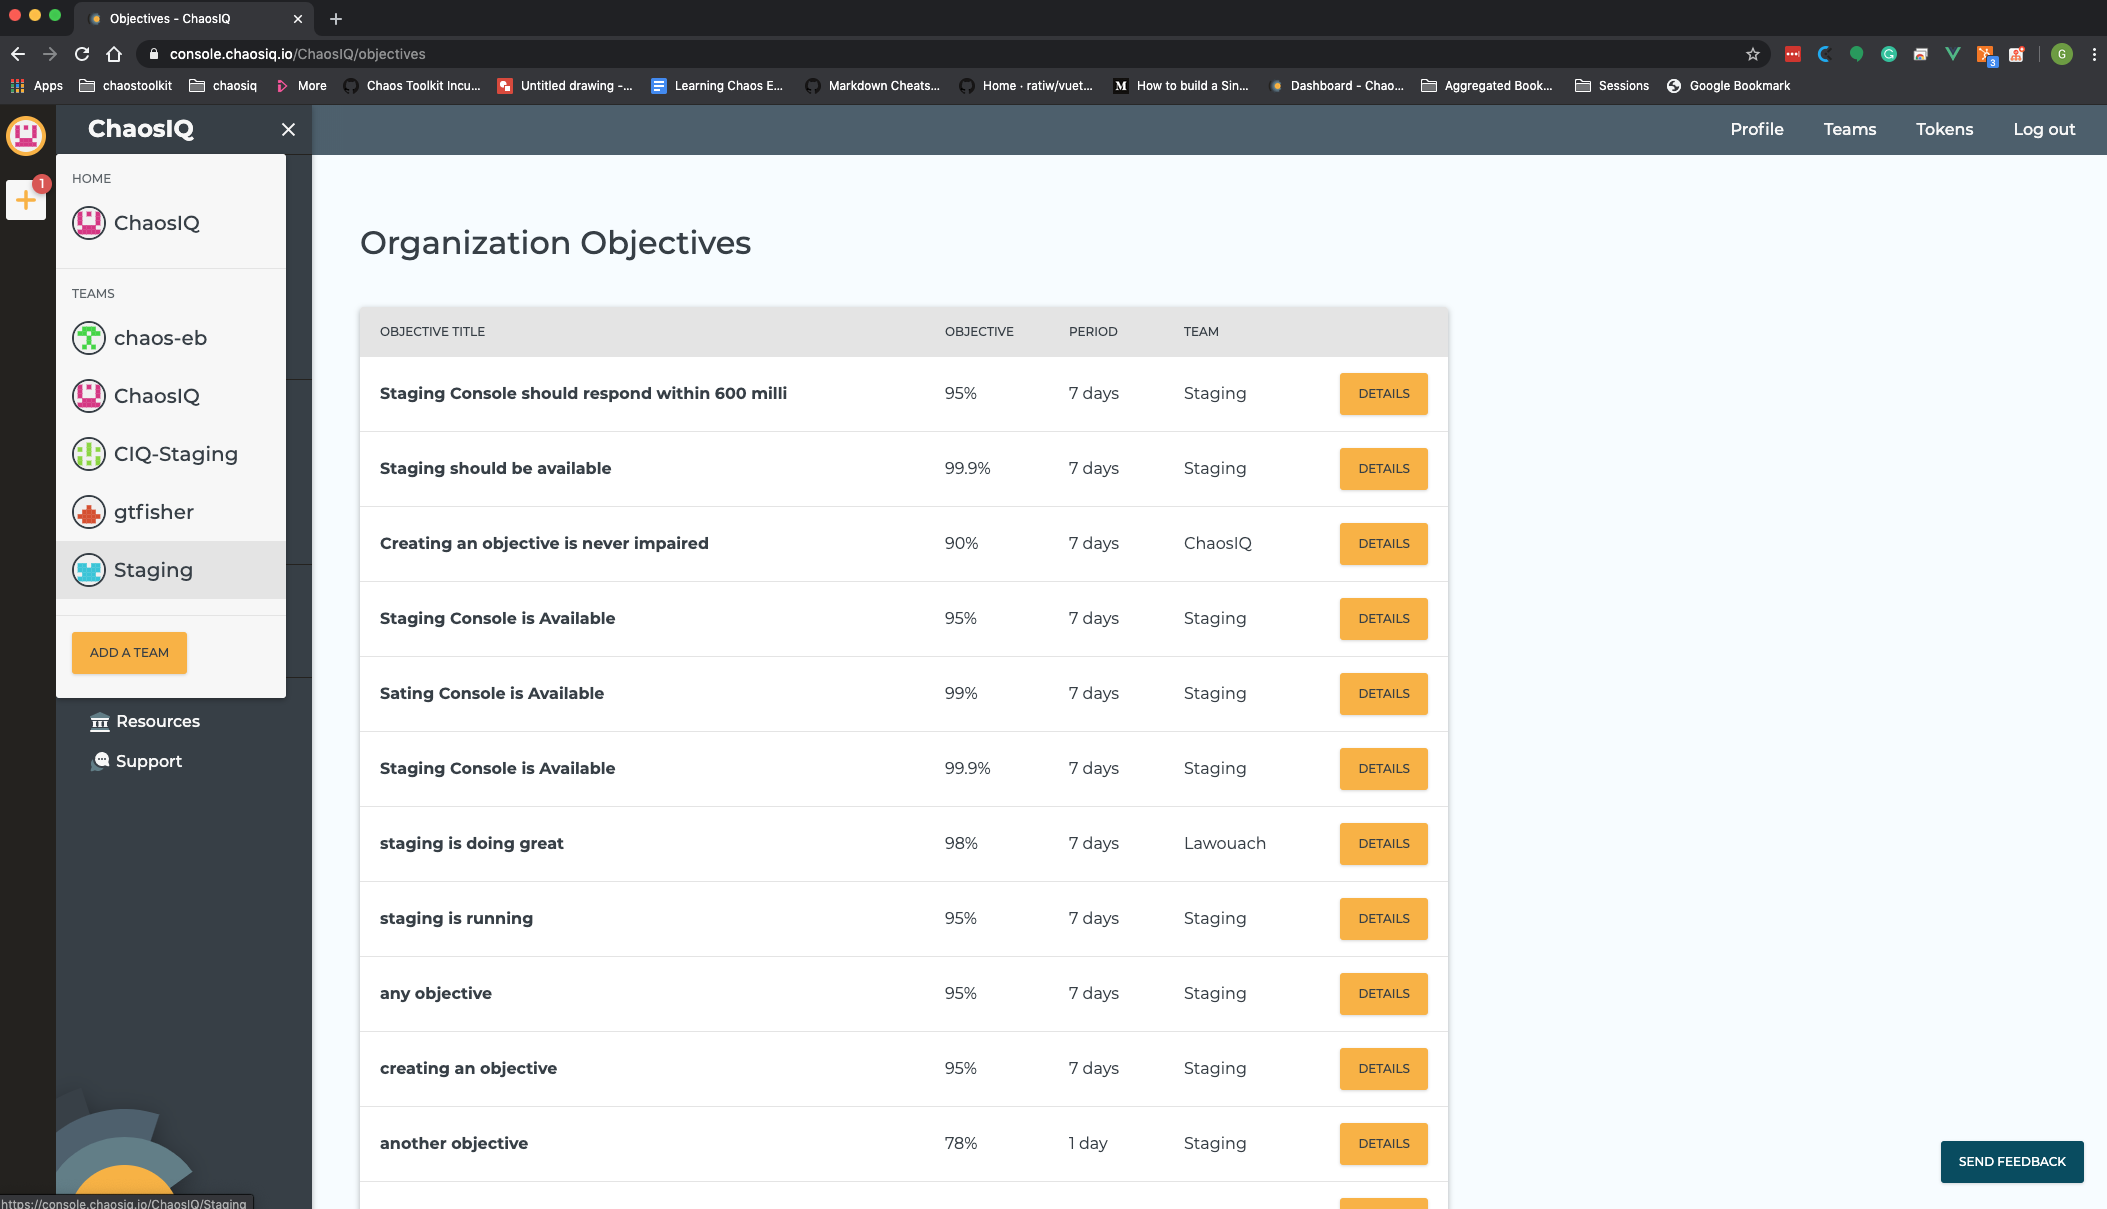 Objectives - ChaosIQ
console.chaosiq.io/ChaosIQ/objectives
G
3
Apps chaostoolkit chaosiq More Chaos Toolkit Incu... Untitled drawing -... Learning Chaos E... Markdown Cheats... Home · ratiw/vuet... M How to build a Sin... Dashboard - Chao... Aggregated Book... Sessions Google Bookmark
ChaosIQ
Profile Teams Tokens Log out
1
HOME
ChaosIQ
TEAMS
chaos-eb
ChaosIQ
CIQ-Staging
gtfisher
Staging
ADD A TEAM
Resources
Support
Organization Objectives
OBJECTIVE TITLE OBJECTIVE PERIOD TEAM
Staging Console should respond within 600 milli 95% 7 days Staging DETAILS
Staging should be available 99.9% 7 days Staging DETAILS
Creating an objective is never impaired 90% 7 days ChaosIQ DETAILS
Staging Console is Available 95% 7 days Staging DETAILS
Sating Console is Available 99% 7 days Staging DETAILS
Staging Console is Available 99.9% 7 days Staging DETAILS
staging is doing great 98% 7 days Lawouach DETAILS
staging is running 95% 7 days Staging DETAILS
any objective 95% 7 days Staging DETAILS
creating an objective 95% 7 days Staging DETAILS
another objective 78% 1 day Staging DETAILS
SEND FEEDBACK
https://console.chaosiq.io/ChaosIQ/Staging